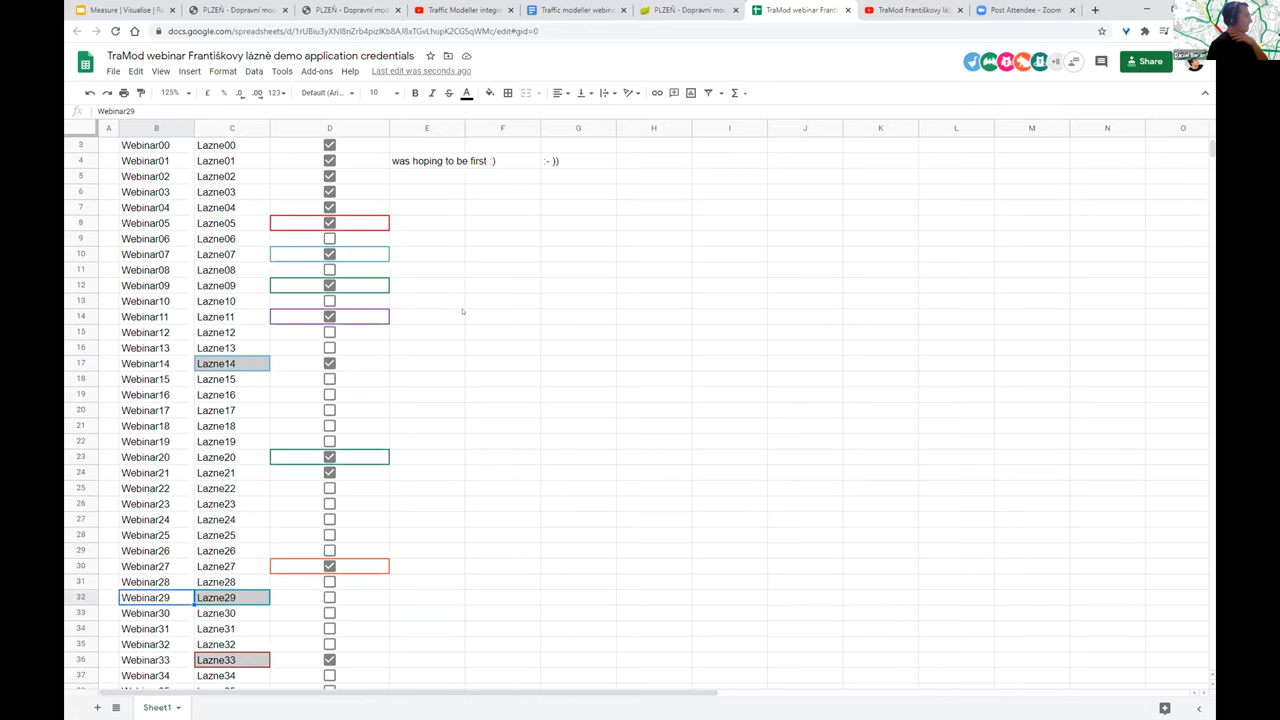 Measure | Visualise | Ra
PLZEŇ - Dopravní mod
PLZEŇ - Dopravní mod
Traffic Modeller integr
Traffic modeller webin
PLZEŇ - Dopravní mo
TraMod webinar Franti
TraMod Františkovy láz
Post Attendee - Zoom
docs.google.com/spreadsheets/d/1rUBiu3yXNl8nZrb4pizlKb8AJ8xTGvLhupK2CGSqWMc/edit#gid=0
TraMod webinar Františkovy lázně demo application credentials
File Edit View Insert Format Data Tools Add-ons Help Last edit was seconds ago
+8
Share
125% £ % .0 .00 123 Default (Ari... 10 B I S A Σ
fx Webinar29
A B C D E F G H I J K L M N O
3 Webinar00 Lazne00
4 Webinar01 Lazne01 was hoping to be first :) :- ))
5 Webinar02 Lazne02
6 Webinar03 Lazne03
7 Webinar04 Lazne04
8 Webinar05 Lazne05
9 Webinar06 Lazne06
10 Webinar07 Lazne07
11 Webinar08 Lazne08
12 Webinar09 Lazne09
13 Webinar10 Lazne10
14 Webinar11 Lazne11
15 Webinar12 Lazne12
16 Webinar13 Lazne13
17 Webinar14 Lazne14
18 Webinar15 Lazne15
19 Webinar16 Lazne16
20 Webinar17 Lazne17
21 Webinar18 Lazne18
22 Webinar19 Lazne19
23 Webinar20 Lazne20
24 Webinar21 Lazne21
25 Webinar22 Lazne22
26 Webinar23 Lazne23
27 Webinar24 Lazne24
28 Webinar25 Lazne25
29 Webinar26 Lazne26
30 Webinar27 Lazne27
31 Webinar28 Lazne28
32 Webinar29 Lazne29
33 Webinar30 Lazne30
34 Webinar31 Lazne31
35 Webinar32 Lazne32
36 Webinar33 Lazne33
37 Webinar34 Lazne34
Sheet1